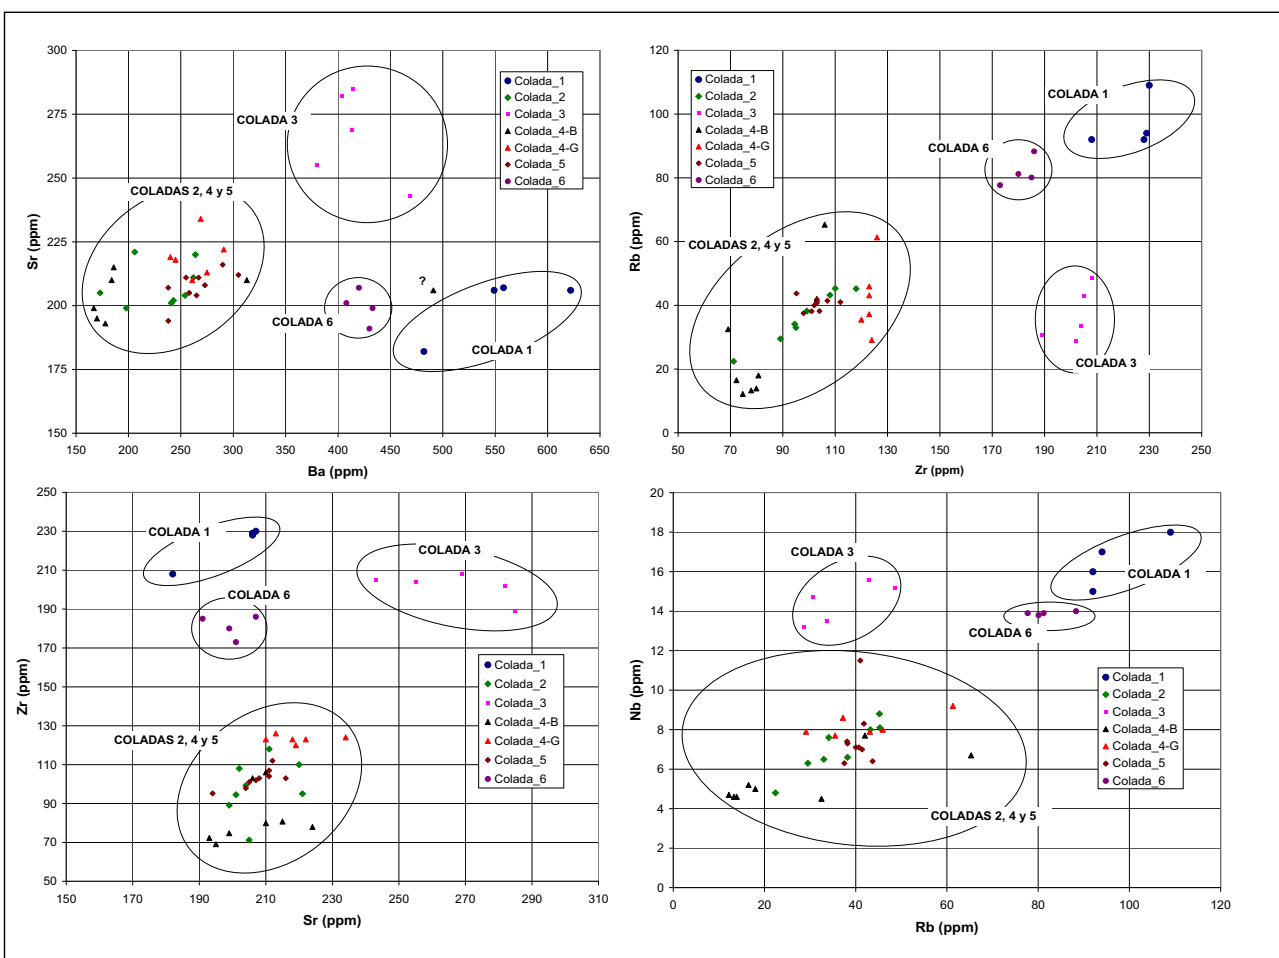 300
275
250
225
200
175
150
Sr (ppm)
150 200 250 300 350 400 450 500 550 600 650
Ba (ppm)
COLADA 3
COLADAS 2, 4 y 5
COLADA 6
?
COLADA 1
Colada_1
Colada_2
Colada_3
Colada_4-B
Colada_4-G
Colada_5
Colada_6
120
100
80
60
40
20
0
Rb (ppm)
50 70 90 110 130 150 170 190 210 230 250
Zr (ppm)
Colada_1
Colada_2
Colada_3
Colada_4-B
Colada_4-G
Colada_5
Colada_6
COLADA 1
COLADA 6
COLADAS 2, 4 y 5
COLADA 3
250
230
210
190
170
150
130
110
90
70
50
Zr (ppm)
150 170 190 210 230 250 270 290 310
Sr (ppm)
COLADA 1
COLADA 3
COLADA 6
COLADAS 2, 4 y 5
Colada_1
Colada_2
Colada_3
Colada_4-B
Colada_4-G
Colada_5
Colada_6
20
18
16
14
12
10
8
6
4
2
0
Nb (ppm)
0 20 40 60 80 100 120
Rb (ppm)
COLADA 3
COLADA 1
COLADA 6
COLADAS 2, 4 y 5
Colada_1
Colada_2
Colada_3
Colada_4-B
Colada_4-G
Colada_5
Colada_6